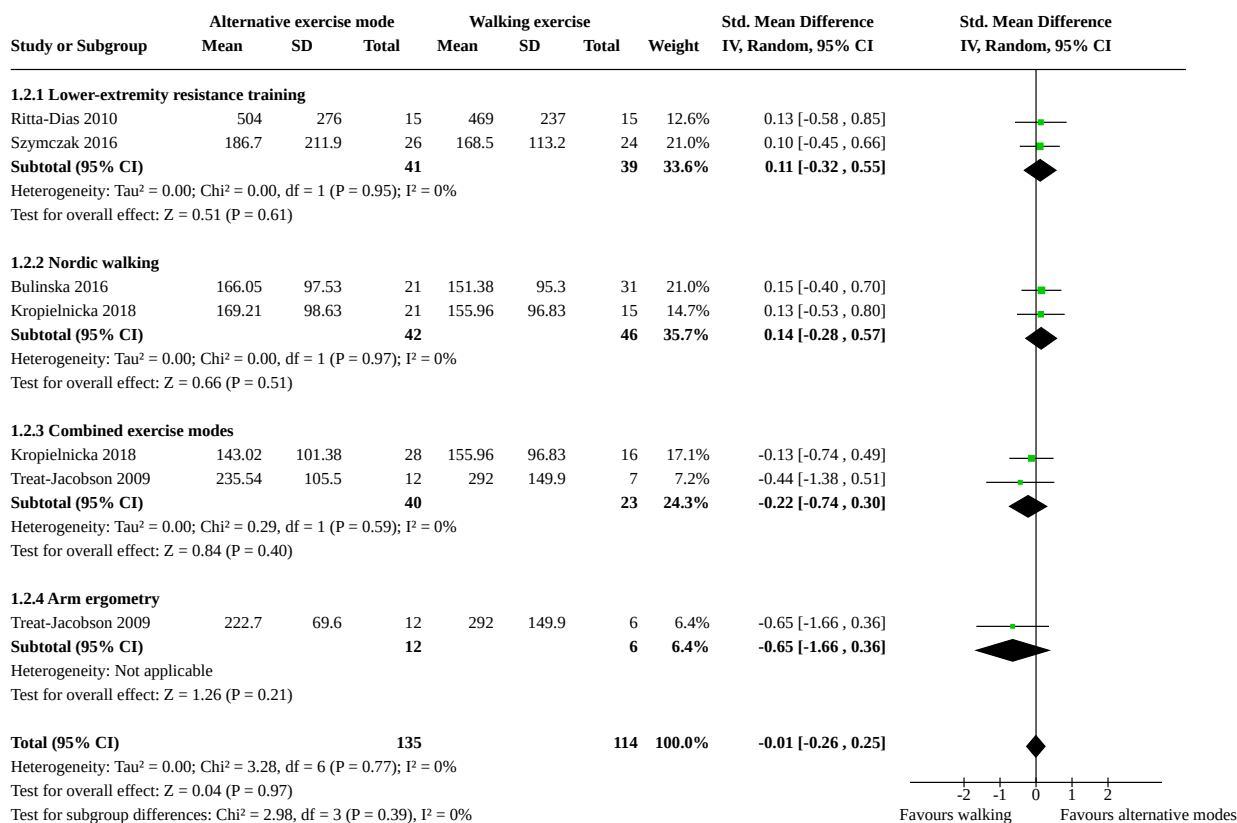 Alternative exercise mode Walking exercise Std. Mean Difference Std. Mean Difference
Study or Subgroup Mean SD Total Mean SD Total Weight IV, Random, 95% CI IV, Random, 95% CI
1.2.1 Lower-extremity resistance training
Ritta-Dias 2010 504 276 15 469 237 15 12.6% 0.13 [-0.58 , 0.85]
Szymczak 2016 186.7 211.9 26 168.5 113.2 24 21.0% 0.10 [-0.45 , 0.66]
Subtotal (95% CI) 41 39 33.6% 0.11 [-0.32 , 0.55]
Heterogeneity: Tau² = 0.00; Chi² = 0.00, df = 1 (P = 0.95); I² = 0%
Test for overall effect: Z = 0.51 (P = 0.61)
1.2.2 Nordic walking
Bulinska 2016 166.05 97.53 21 151.38 95.3 31 21.0% 0.15 [-0.40 , 0.70]
Kropielnicka 2018 169.21 98.63 21 155.96 96.83 15 14.7% 0.13 [-0.53 , 0.80]
Subtotal (95% CI) 42 46 35.7% 0.14 [-0.28 , 0.57]
Heterogeneity: Tau² = 0.00; Chi² = 0.00, df = 1 (P = 0.97); I² = 0%
Test for overall effect: Z = 0.66 (P = 0.51)
1.2.3 Combined exercise modes
Kropielnicka 2018 143.02 101.38 28 155.96 96.83 16 17.1% -0.13 [-0.74 , 0.49]
Treat-Jacobson 2009 235.54 105.5 12 292 149.9 7 7.2% -0.44 [-1.38 , 0.51]
Subtotal (95% CI) 40 23 24.3% -0.22 [-0.74 , 0.30]
Heterogeneity: Tau² = 0.00; Chi² = 0.29, df = 1 (P = 0.59); I² = 0%
Test for overall effect: Z = 0.84 (P = 0.40)
1.2.4 Arm ergometry
Treat-Jacobson 2009 222.7 69.6 12 292 149.9 6 6.4% -0.65 [-1.66 , 0.36]
Subtotal (95% CI) 12 6 6.4% -0.65 [-1.66 , 0.36]
Heterogeneity: Not applicable
Test for overall effect: Z = 1.26 (P = 0.21)
Total (95% CI) 135 114 100.0% -0.01 [-0.26 , 0.25]
Heterogeneity: Tau² = 0.00; Chi² = 3.28, df = 6 (P = 0.77); I² = 0%
Test for overall effect: Z = 0.04 (P = 0.97) -2 -1 0 1 2
Test for subgroup differences: Chi² = 2.98, df = 3 (P = 0.39), I² = 0% Favours walking Favours alternative modes